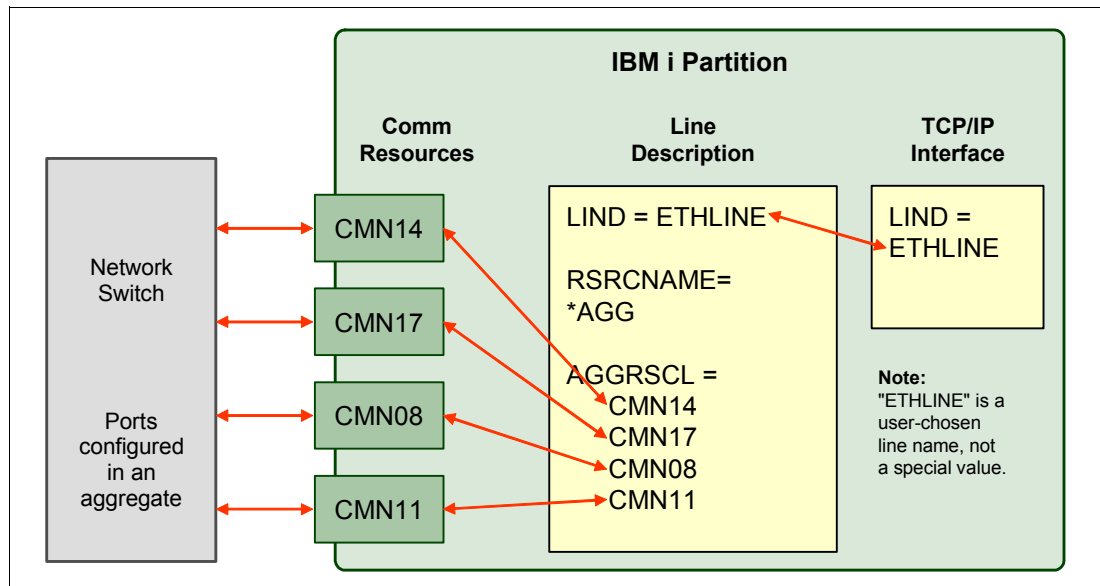 IBM i Partition
Comm
Resources
Line
Description
TCP/IP
Interface
Network
Switch
Ports
configured
in an
aggregate
CMN14
CMN17
CMN08
CMN11
LIND = ETHLINE
RSRCNAME=
*AGG
AGGRSCL =
CMN14
CMN17
CMN08
CMN11
LIND =
ETHLINE
Note:
"ETHLINE" is a
user-chosen
line name, not
a special value.